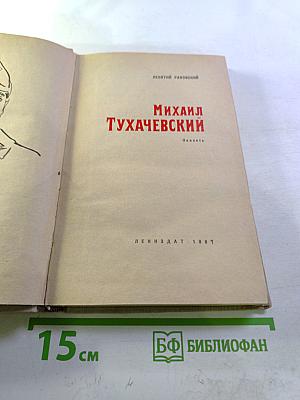 ЛЕОНТИЙ РАКОВСКИЙ
МИХАИЛ
ТУХАЧЕВСКИЙ
Повесть
ЛЕНИЗДАТ 1967
15 см
БФ БИБЛИОФАН